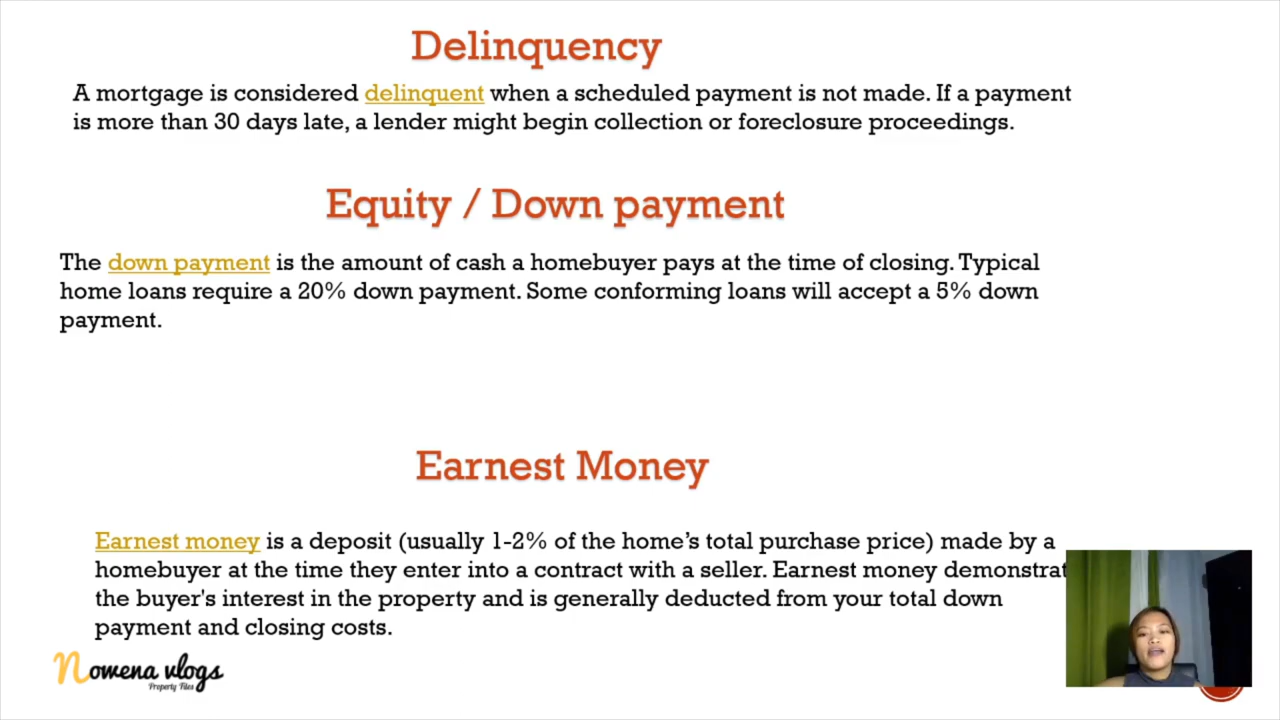 Delinquency
A mortgage is considered delinquent when a scheduled payment is not made. If a payment
is more than 30 days late, a lender might begin collection or foreclosure proceedings.
Equity / Down payment
The down payment is the amount of cash a homebuyer pays at the time of closing. Typical
home loans require a 20% down payment. Some conforming loans will accept a 5% down
payment.
Earnest Money
Earnest money is a deposit (usually 1-2% of the home’s total purchase price) made by a
homebuyer at the time they enter into a contract with a seller. Earnest money demonstrat
the buyer's interest in the property and is generally deducted from your total down
payment and closing costs.
Nowena vlogs
Property Files